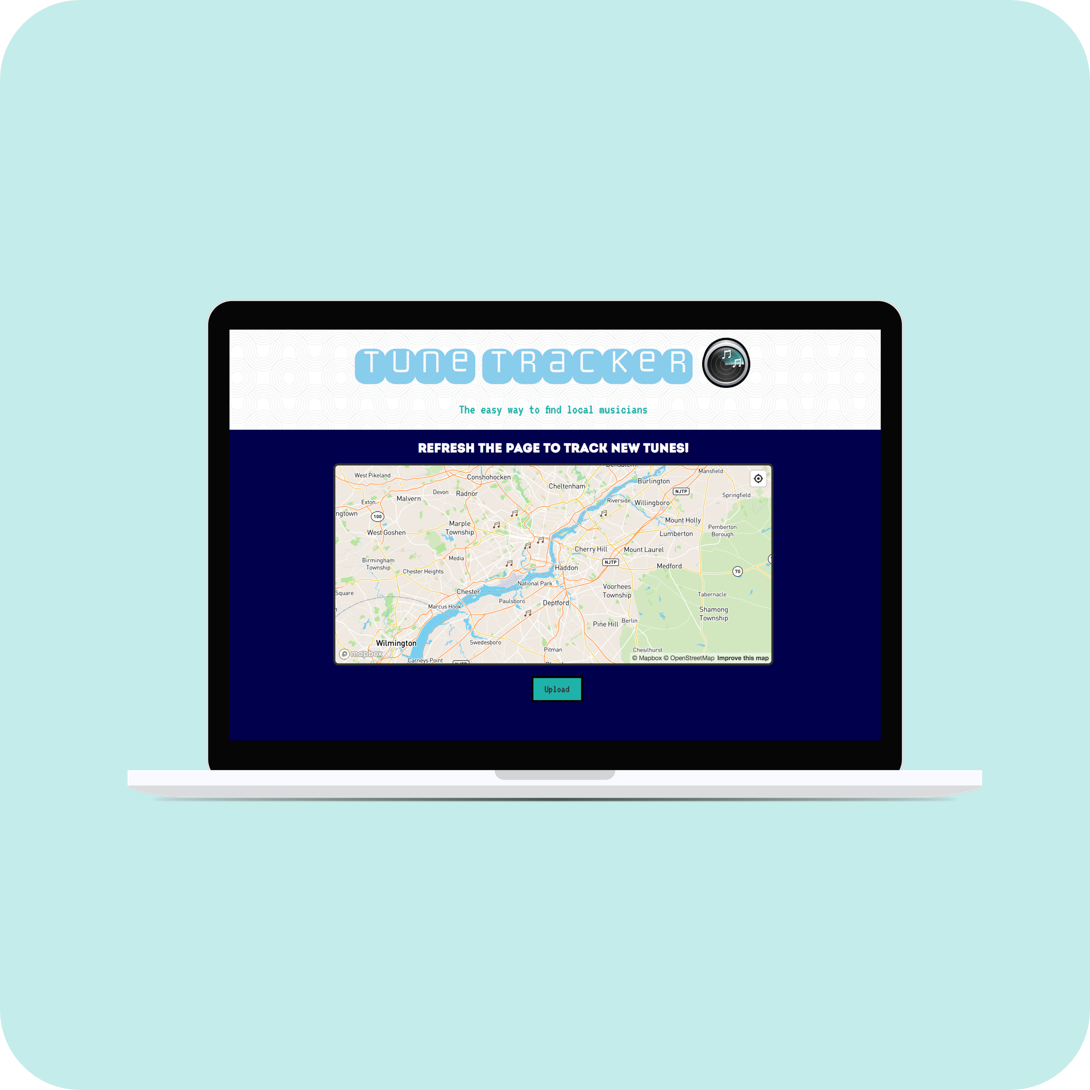 TUNE TRACKER
The easy way to find local musicians
REFRESH THE PAGE TO TRACK NEW TUNES!
West Pikeland
Conshohocken
Mansfield
Burlington
NJTP
Cheltenham
Devon
Radnor
Springfield
Exton
Malvern
Riverside
Willingboro
100
Marple
Township
Mount Holly
Pemberton
Borough
West Goshen
Lumberton
Cherry Hill
Mount Laurel
Birmingham
Township
Media
NJTP
Haddon
Medford
70
Chester Heights
National Park
Voorhees
Township
Chester
Tabernacle
Square
Paulsboro
Deptford
Marcus Hook
Shamong
Township
Berlin
Pine Hill
Wilmington
Swedesboro
Pitman
Chesilhurst
mapbox
Carneys Point
© Mapbox © OpenStreetMap Improve this map
Upload